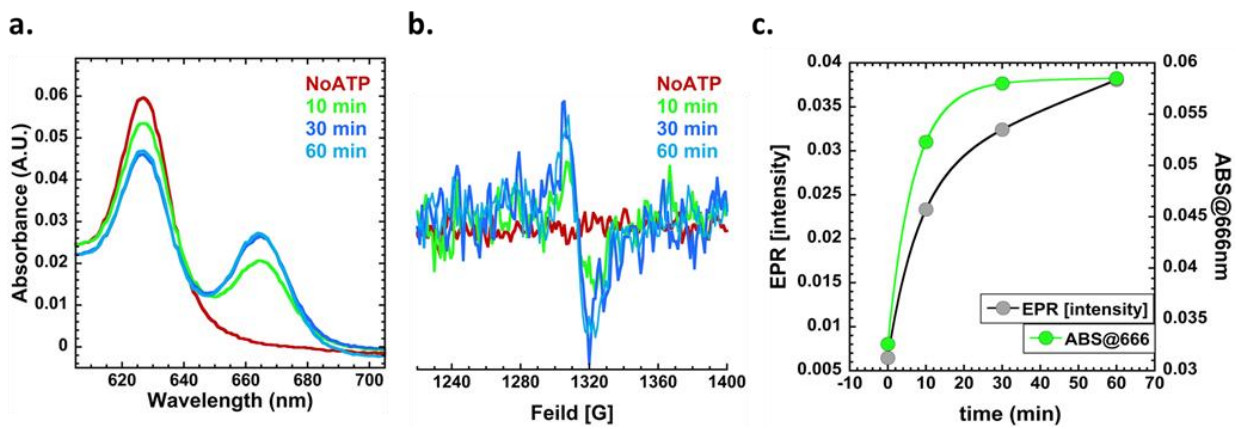 a.
Absorbance (A.U.)
0.06
0.05
0.04
0.03
0.02
0.01
0
NoATP
10 min
30 min
60 min
620
640
660
680
700
Wavelength (nm)
b.
NoATP
10 min
30 min
60 min
1240
1280
1320
1360
1400
Feild [G]
c.
EPR [intensity]
0.04
0.035
0.03
0.025
0.02
0.015
0.01
0.005
EPR [intensity]
ABS@666
-10
0
10
20
30
40
50
60
70
time (min)
0.06
0.055
0.05
0.045
0.04
0.035
0.03
ABS@666nm